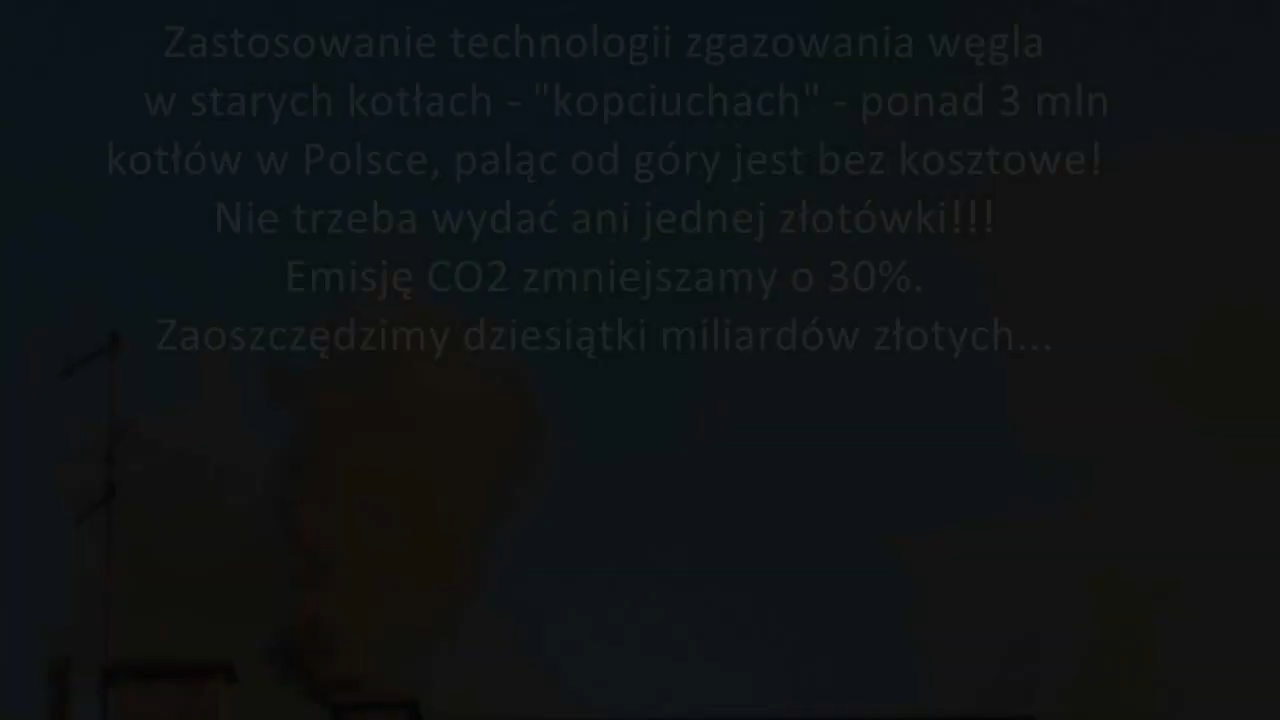 Zastosowanie technologii zgazowania węgla
w starych kotłach - "kopciuchach" - ponad 3 mln
kotłów w Polsce, paląc od góry jest bez kosztowe!
Nie trzeba wydać ani jednej złotówki!!!
Emisję CO2 zmniejszamy o 30%.
Zaoszczędzimy dziesiątki miliardów złotych...